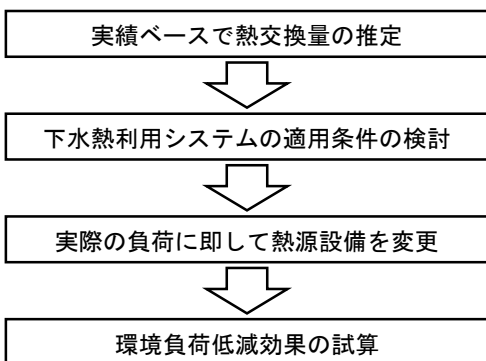 実績ベースで熱交換量の推定
下水熱利用システムの適用条件の検討
実際の負荷に即して熱源設備を変更
環境負荷低減効果の試算